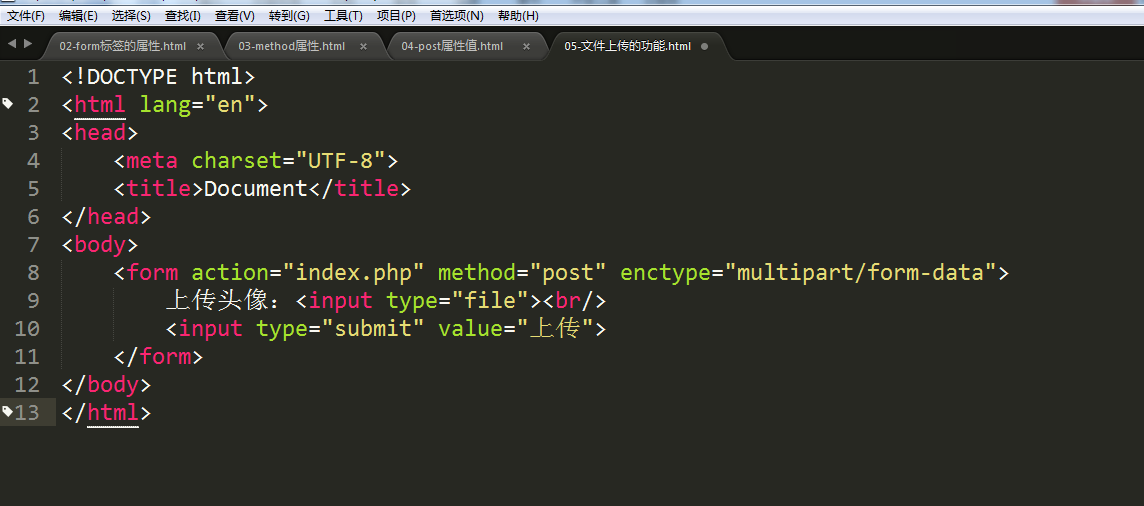 文件(F) 编辑(E) 选择(S) 查找(I) 查看(V) 转到(G) 工具(T) 项目(P) 首选项(N) 帮助(H)
02-form标签的属性.html × 03-method属性.html × 04-post属性值.html × 05-文件上传的功能.html
1 <!DOCTYPE html>
2 <html lang="en">
3 <head>
4 <meta charset="UTF-8">
5 <title>Document</title>
6 </head>
7 <body>
8 <form action="index.php" method="post" enctype="multipart/form-data">
9 上传头像：<input type="file"><br/>
10 <input type="submit" value="上传">
11 </form>
12 </body>
13 </html>